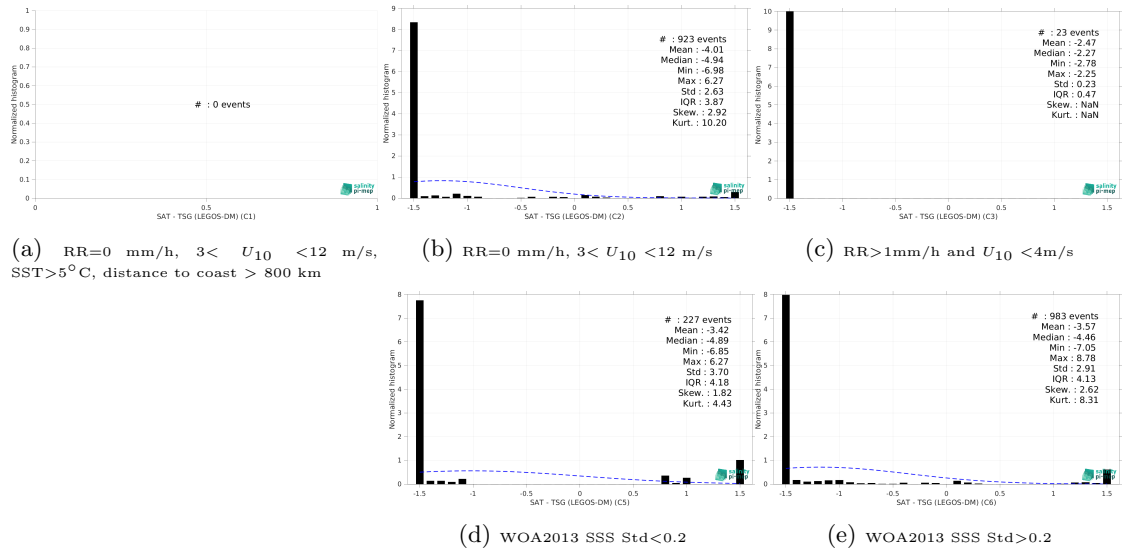 1
0.9
0.8
0.7
0.6
0.5
0.4
0.3
0.2
0.1
0
Normalized histogram
# : 0 events
salinity
pi-mep
0 0.5 1
SAT - TSG (LEGOS-DM) (C1)
(a) RR=0 mm/h, 3< U10 <12 m/s,
SST>5°C, distance to coast > 800 km
9
8
7
6
5
4
3
2
1
0
Normalized histogram
# : 923 events
Mean : -4.01
Median : -4.94
Min : -6.98
Max : 6.27
Std : 2.63
IQR : 3.87
Skew. : 2.92
Kurt. : 10.20
salinity
pi-mep
-1.5 -1 -0.5 0 0.5 1 1.5
SAT - TSG (LEGOS-DM) (C2)
(b) RR=0 mm/h, 3< U10 <12 m/s
10
9
8
7
6
5
4
3
2
1
0
Normalized histogram
# : 23 events
Mean : -2.47
Median : -2.27
Min : -2.78
Max : -2.25
Std : 0.23
IQR : 0.47
Skew. : NaN
Kurt. : NaN
salinity
pi-mep
-1.5 -1 -0.5 0 0.5 1 1.5
SAT - TSG (LEGOS-DM) (C3)
(c) RR>1mm/h and U10 <4m/s
8
7
6
5
4
3
2
1
0
Normalized histogram
# : 227 events
Mean : -3.42
Median : -4.89
Min : -6.85
Max : 6.27
Std : 3.70
IQR : 4.18
Skew. : 1.82
Kurt. : 4.43
salinity
pi-mep
-1.5 -1 -0.5 0 0.5 1 1.5
SAT - TSG (LEGOS-DM) (C5)
(d) WOA2013 SSS Std<0.2
8
7
6
5
4
3
2
1
0
Normalized histogram
# : 983 events
Mean : -3.57
Median : -4.46
Min : -7.05
Max : 8.78
Std : 2.91
IQR : 4.13
Skew. : 2.62
Kurt. : 8.31
salinity
pi-mep
-1.5 -1 -0.5 0 0.5 1 1.5
SAT - TSG (LEGOS-DM) (C6)
(e) WOA2013 SSS Std>0.2